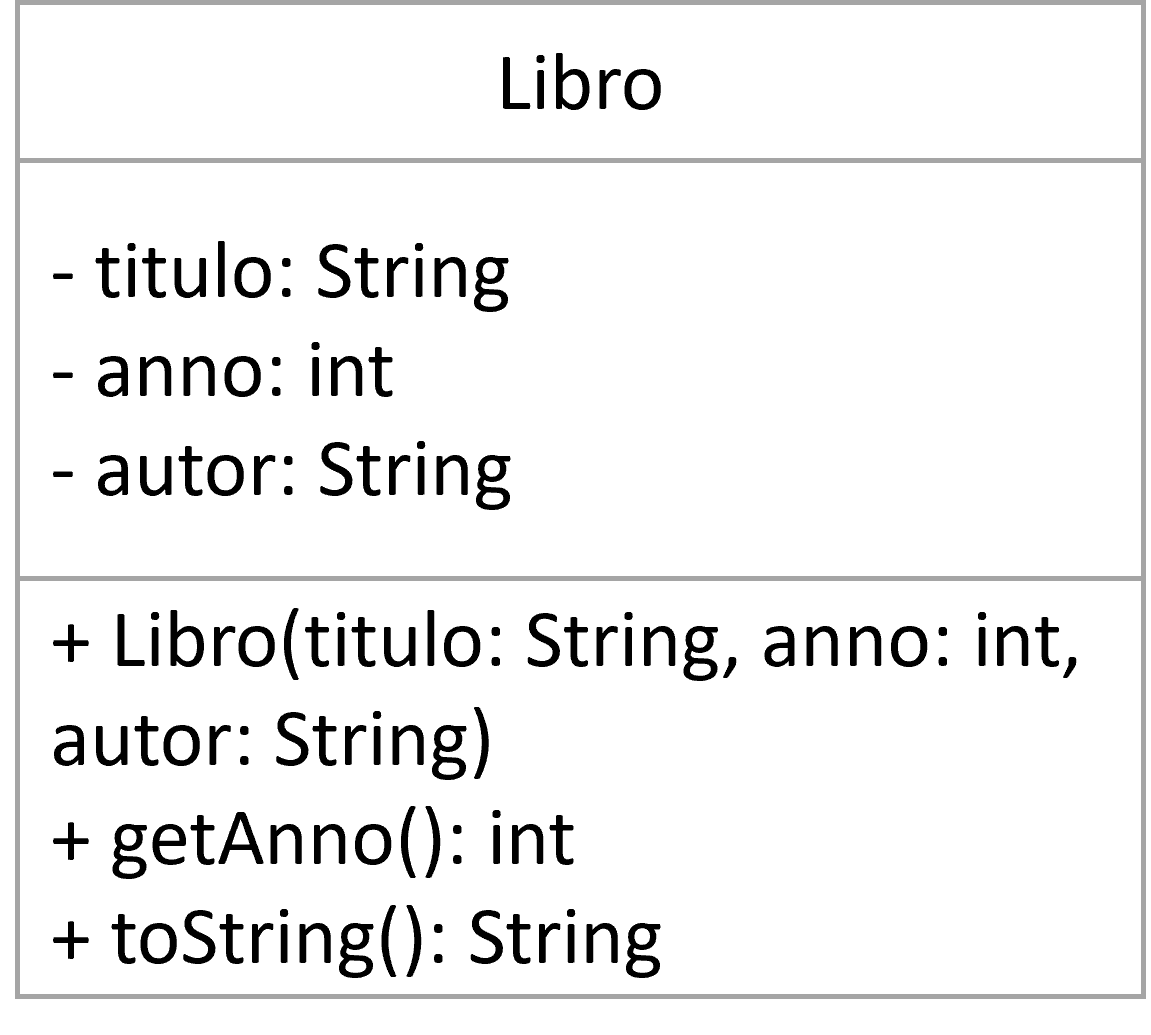 Libro
- titulo: String
- anno: int
- autor: String
+ Libro(titulo: String, anno: int,
autor: String)
+ getAnno(): int
+ toString(): String